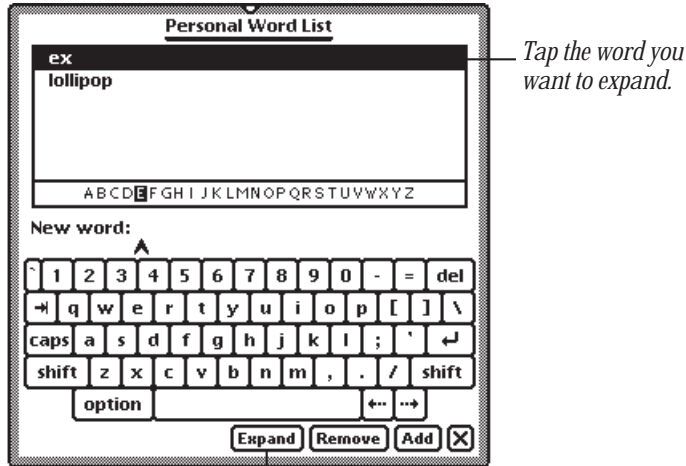 Personal Word List
ex
lollipop
Tap the word you
want to expand.
A B C D E F G H I J K L M N O P Q R S T U V W X Y Z
New word:
` 1 2 3 4 5 6 7 8 9 0 - = del
q w e r t y u i o p [ ] \
caps a s d f g h j k l ; '
shift z x c v b n m , . / shift
option
Expand Remove Add X